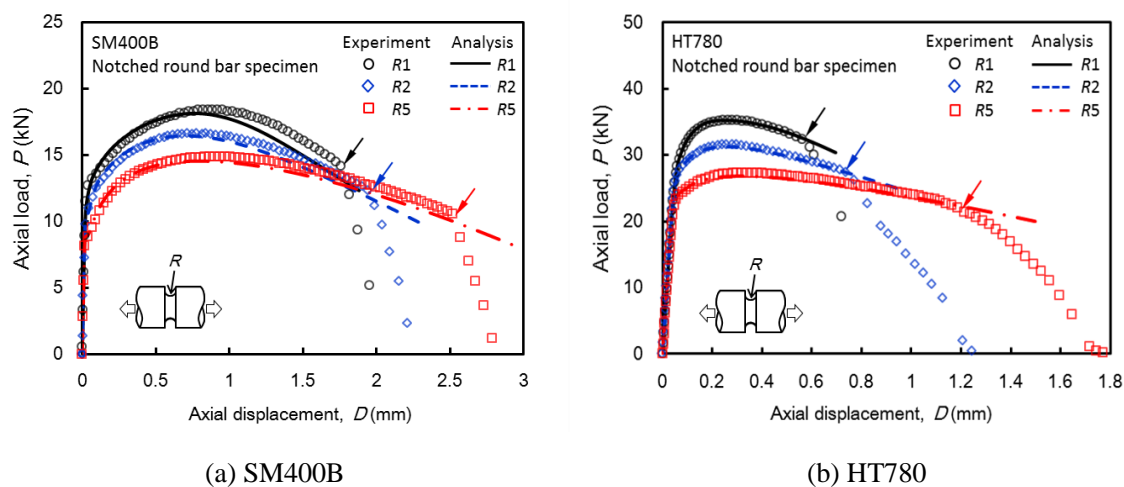 SM400B
Notched round bar specimen
Experiment Analysis
R1 R1
R2 R2
R5 R5
R
Axial load, P (kN)
25
20
15
10
5
0
0 0.5 1 1.5 2 2.5 3
Axial displacement, D (mm)
(a) SM400B
HT780
Notched round bar specimen
Experiment Analysis
R1 R1
R2 R2
R5 R5
R
Axial load, P (kN)
50
40
30
20
10
0
0 0.2 0.4 0.6 0.8 1 1.2 1.4 1.6 1.8
Axial displacement, D (mm)
(b) HT780